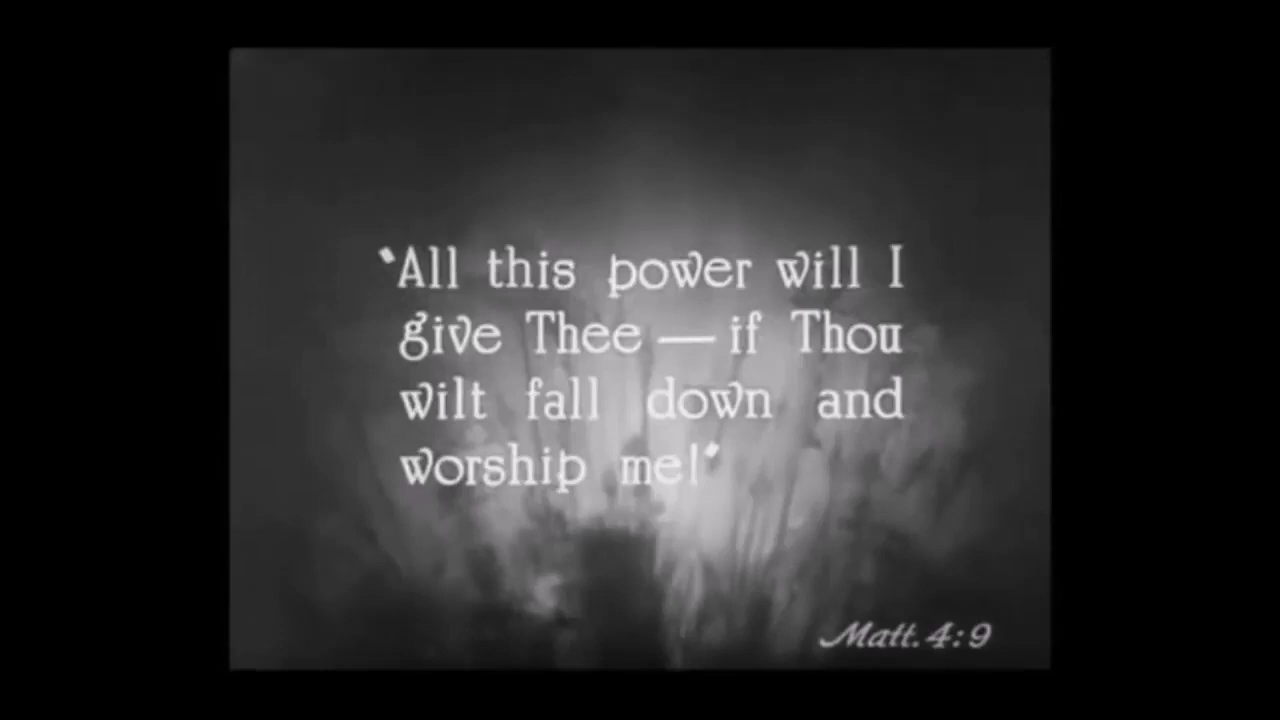 ‛All this power will I
give Thee — if Thou
wilt fall down and
worship me!’
Matt. 4:9